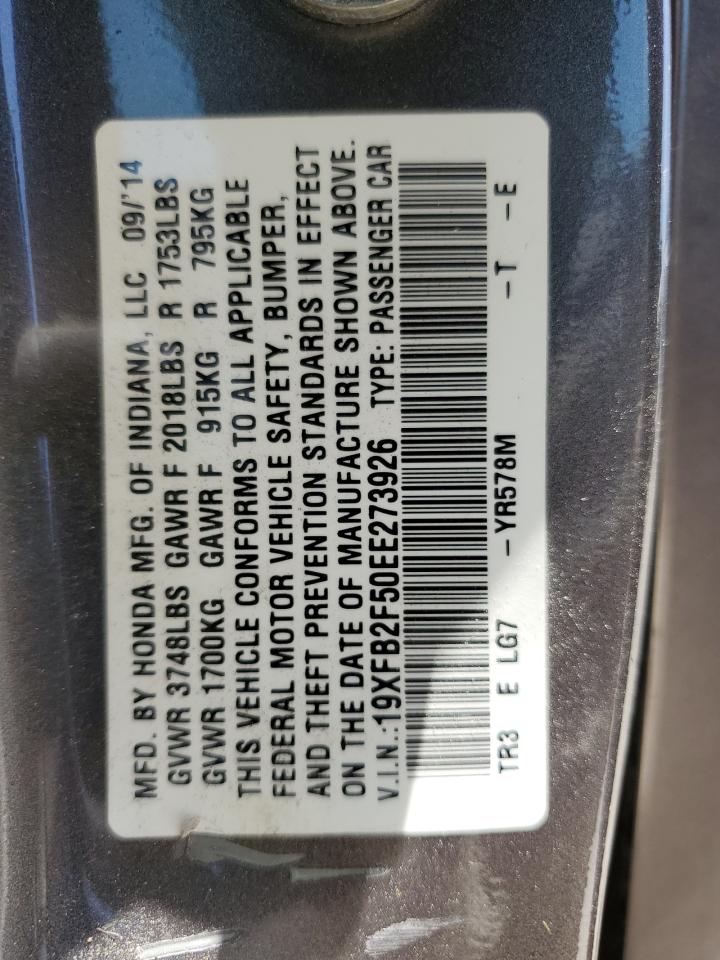 MFD. BY HONDA MFG. OF INDIANA, LLC 09/'14
GVWR 3748LBS GAWR F 2018LBS R 1753LBS
GVWR 1700KG GAWR F 915KG R 795KG
THIS VEHICLE CONFORMS TO ALL APPLICABLE
FEDERAL MOTOR VEHICLE SAFETY, BUMPER,
AND THEFT PREVENTION STANDARDS IN EFFECT
ON THE DATE OF MANUFACTURE SHOWN ABOVE.
V.I.N.:19XFB2F50EE273926 TYPE: PASSENGER CAR
TR3 E LG7 - YR578M -T -E